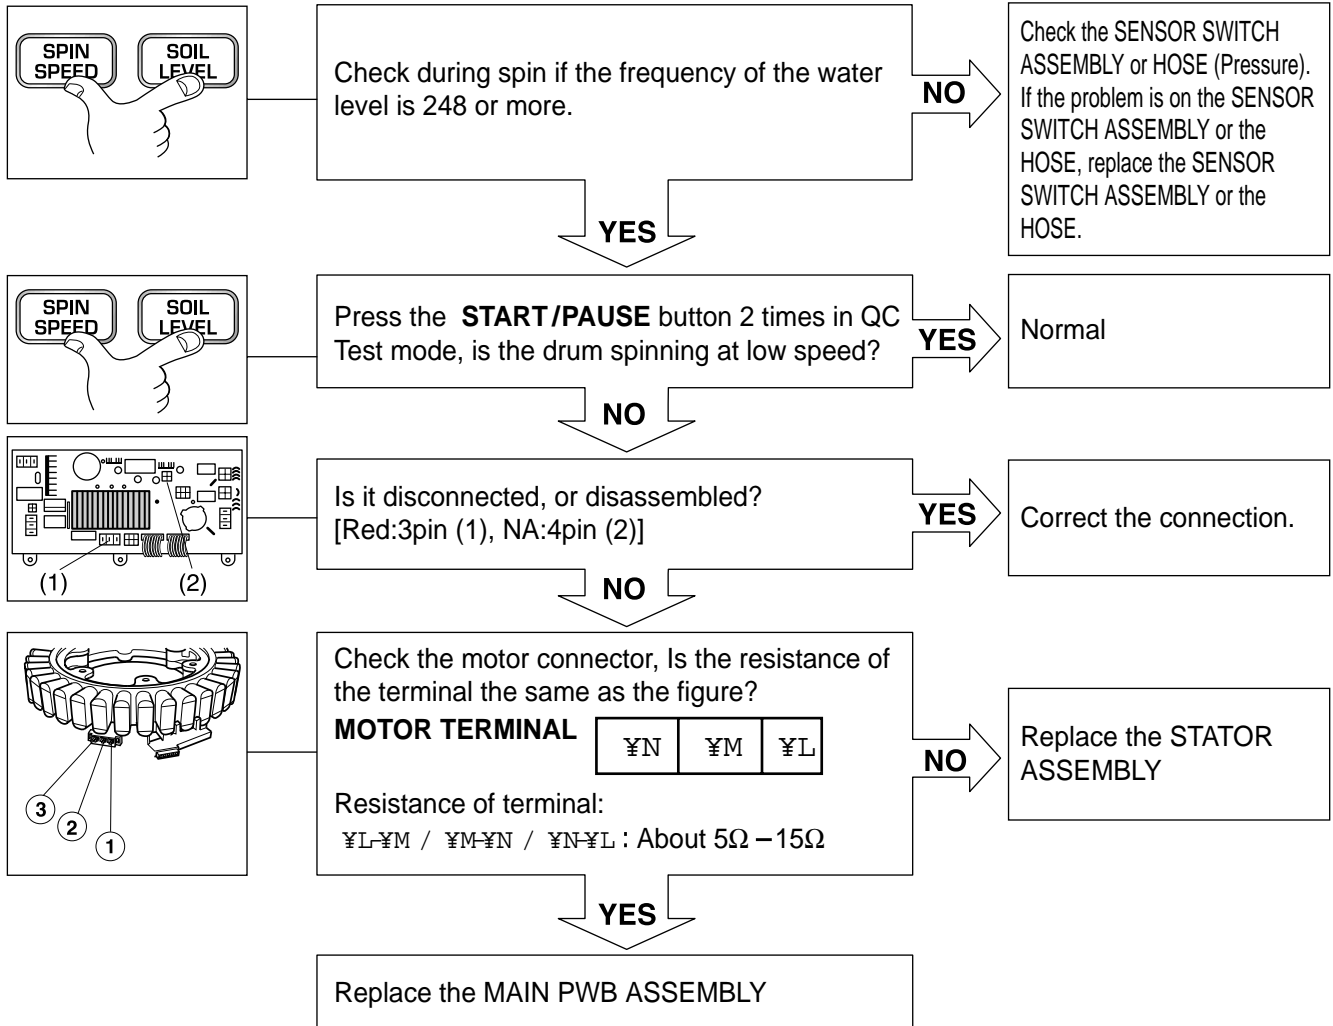 SPIN
SPEED
SOIL
LEVEL
Check during spin if the frequency of the water
level is 248 or more.
NO
Check the SENSOR SWITCH
ASSEMBLY or HOSE (Pressure).
If the problem is on the SENSOR
SWITCH ASSEMBLY or the
HOSE, replace the SENSOR
SWITCH ASSEMBLY or the
HOSE.
YES
SPIN
SPEED
SOIL
LEVEL
Press the START/PAUSE button 2 times in QC
Test mode, is the drum spinning at low speed?
YES
Normal
NO
(1)
(2)
Is it disconnected, or disassembled?
[Red:3pin (1), NA:4pin (2)]
YES
Correct the connection.
NO
3
2
1
Check the motor connector, Is the resistance of
the terminal the same as the figure?
MOTOR TERMINAL
¥N ¥M ¥L
Resistance of terminal:
¥L-¥M / ¥M-¥N / ¥N-¥L : About 5Ω – 15Ω
NO
Replace the STATOR
ASSEMBLY
YES
Replace the MAIN PWB ASSEMBLY